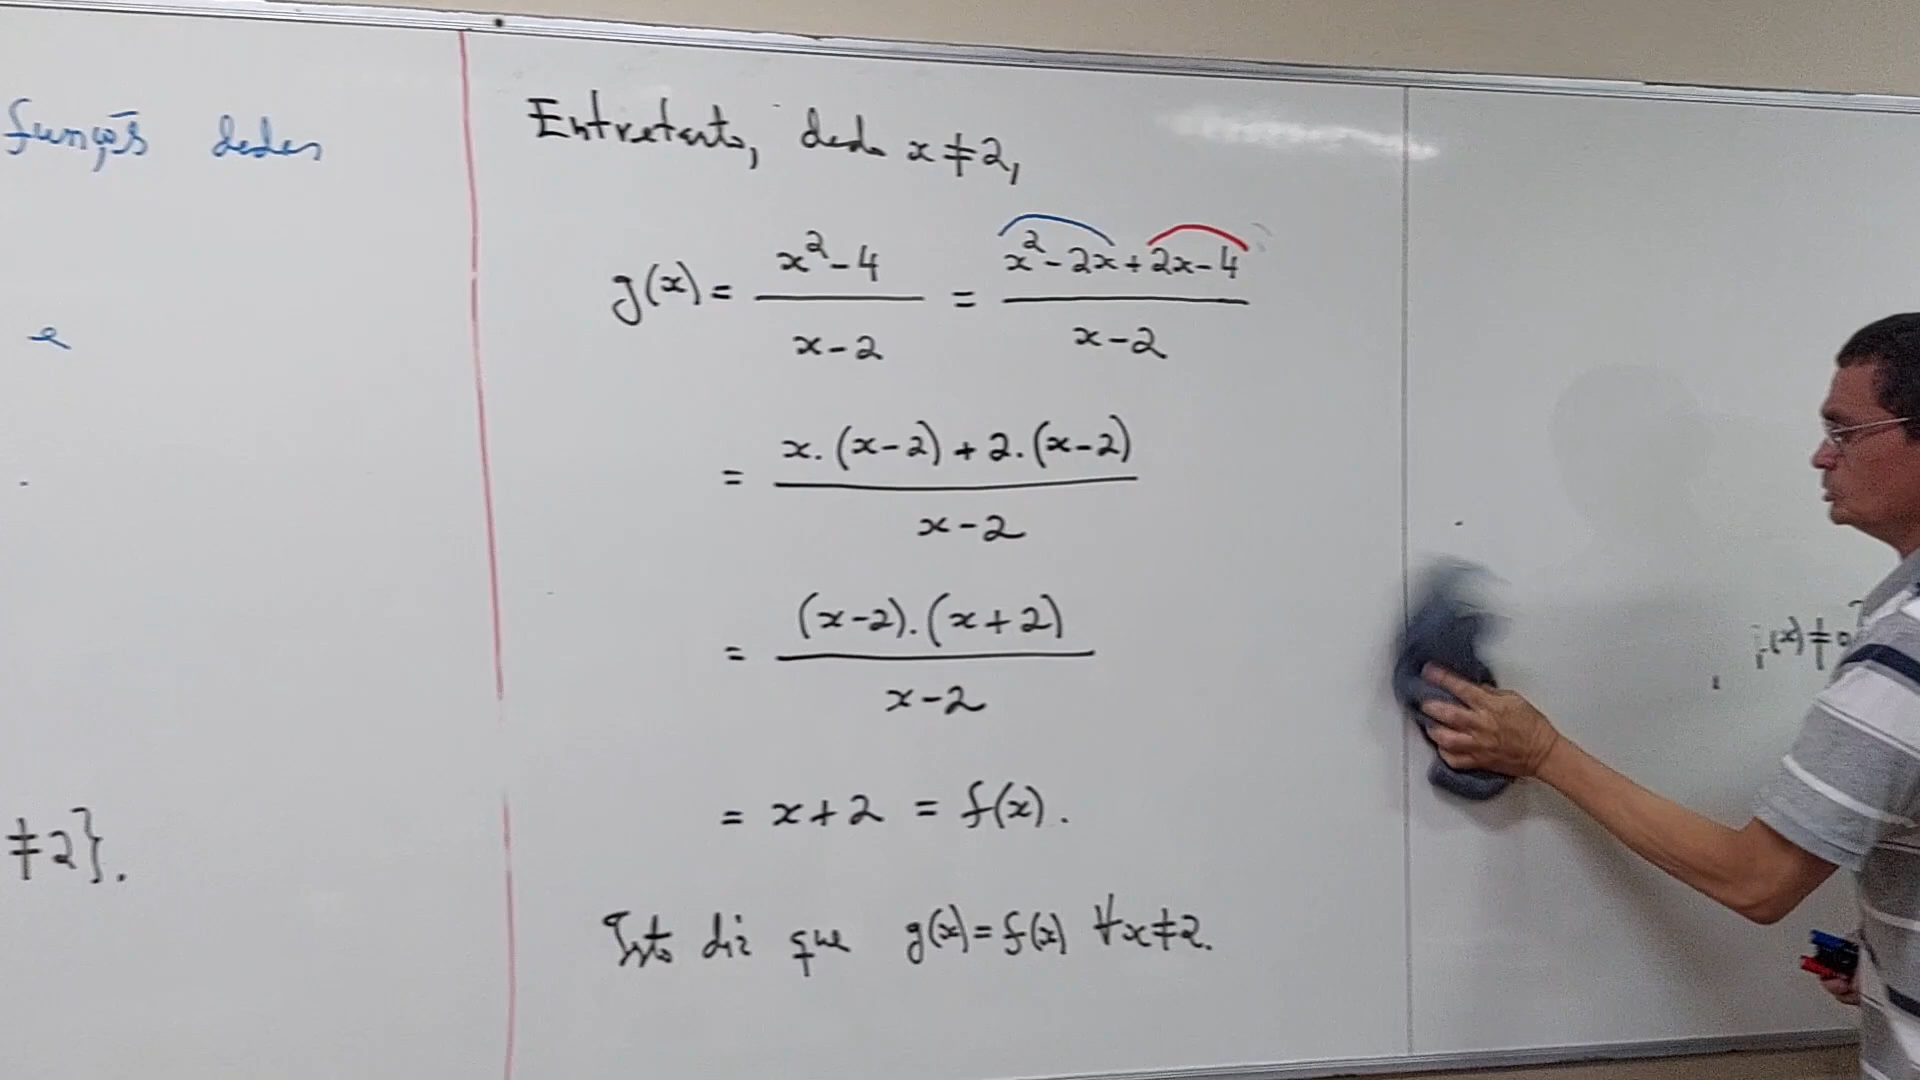 funções dadas
e
≠2}.
Entretanto, dado x≠2,
g(x) = (x²-4)/(x-2) = (x²-2x+2x-4)/(x-2)
= (x.(x-2)+2.(x-2))/(x-2)
= ((x-2).(x+2))/(x-2)
= x+2 = f(x).
Isto diz que g(x)=f(x) ∀x≠2.
(x)≠0